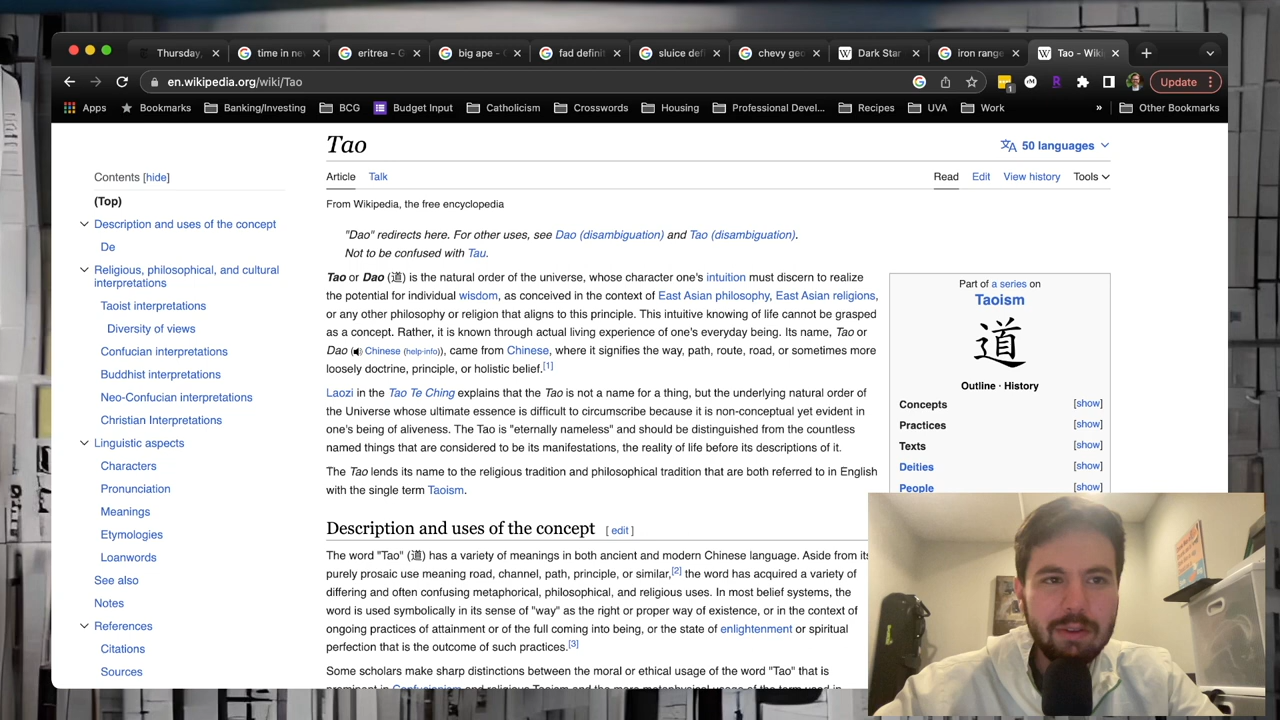 Thursday,
time in ne
eritrea - G
big ape - G
fad definit
sluice defi
chevy geo
Dark Star
iron range
Tao - Wiki
en.wikipedia.org/wiki/Tao
1
Update
Apps
Bookmarks
Banking/Investing
BCG
Budget Input
Catholicism
Crosswords
Housing
Professional Devel...
Recipes
UVA
Work
»
Other Bookmarks
Tao
50 languages
Article
Talk
Read
Edit
View history
Tools
From Wikipedia, the free encyclopedia
Contents [hide]
(Top)
Description and uses of the concept
De
Religious, philosophical, and cultural
interpretations
Taoist interpretations
Diversity of views
Confucian interpretations
Buddhist interpretations
Neo-Confucian interpretations
Christian Interpretations
Linguistic aspects
Characters
Pronunciation
Meanings
Etymologies
Loanwords
See also
Notes
References
Citations
Sources
"Dao" redirects here. For other uses, see Dao (disambiguation) and Tao (disambiguation).
Not to be confused with Tau.
Tao or Dao (道) is the natural order of the universe, whose character one's intuition must discern to realize
the potential for individual wisdom, as conceived in the context of East Asian philosophy, East Asian religions,
or any other philosophy or religion that aligns to this principle. This intuitive knowing of life cannot be grasped
as a concept. Rather, it is known through actual living experience of one's everyday being. Its name, Tao or
Dao (Chinese (help·info)), came from Chinese, where it signifies the way, path, route, road, or sometimes more
loosely doctrine, principle, or holistic belief.[1]
Laozi in the Tao Te Ching explains that the Tao is not a name for a thing, but the underlying natural order of
the Universe whose ultimate essence is difficult to circumscribe because it is non-conceptual yet evident in
one's being of aliveness. The Tao is "eternally nameless" and should be distinguished from the countless
named things that are considered to be its manifestations, the reality of life before its descriptions of it.
The Tao lends its name to the religious tradition and philosophical tradition that are both referred to in English
with the single term Taoism.
Description and uses of the concept [ edit ]
The word "Tao" (道) has a variety of meanings in both ancient and modern Chinese language. Aside from its
purely prosaic use meaning road, channel, path, principle, or similar,[2] the word has acquired a variety of
differing and often confusing metaphorical, philosophical, and religious uses. In most belief systems, the
word is used symbolically in its sense of "way" as the right or proper way of existence, or in the context of
ongoing practices of attainment or of the full coming into being, or the state of enlightenment or spiritual
perfection that is the outcome of such practices.[3]
Some scholars make sharp distinctions between the moral or ethical usage of the word "Tao" that is
prominent in Confucianism and religious Taoism and the more metaphysical usage of the term used in
Part of a series on
Taoism
道
Outline · History
Concepts [show]
Practices [show]
Texts [show]
Deities [show]
People [show]